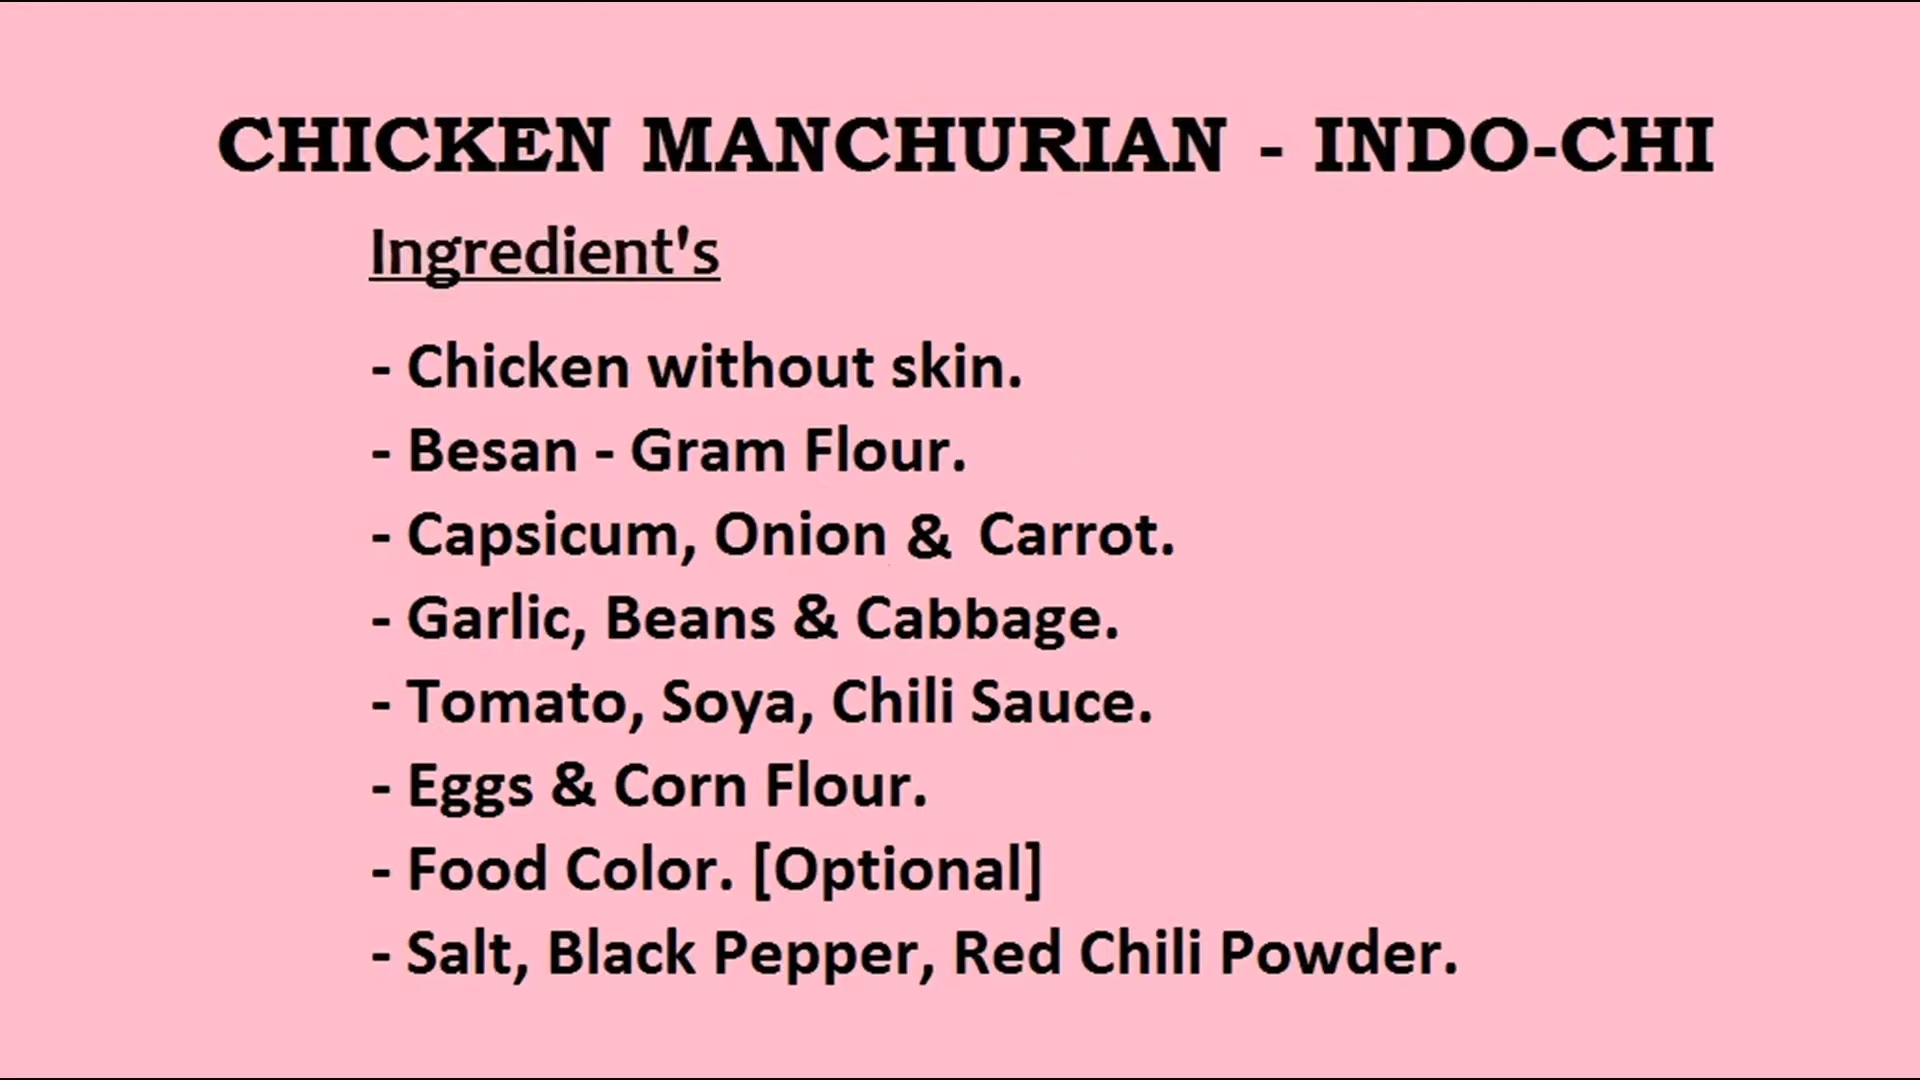 CHICKEN MANCHURIAN - INDO-CHI
Ingredient's
- Chicken without skin.
- Besan - Gram Flour.
- Capsicum, Onion & Carrot.
- Garlic, Beans & Cabbage.
- Tomato, Soya, Chili Sauce.
- Eggs & Corn Flour.
- Food Color. [Optional]
- Salt, Black Pepper, Red Chili Powder.